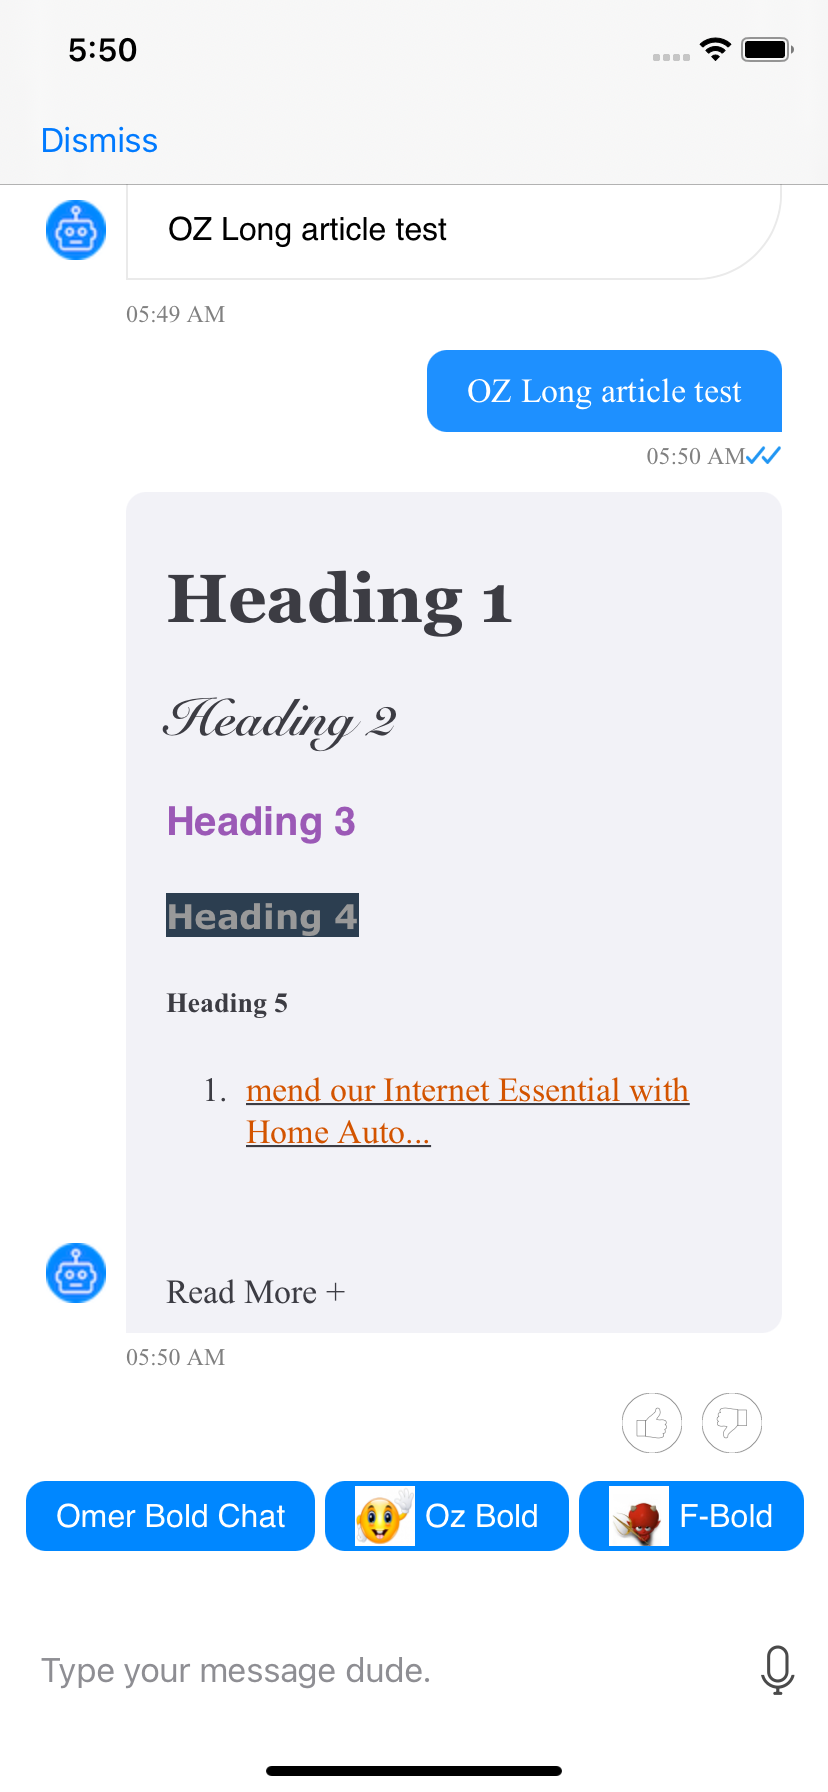 5:50
Dismiss
OZ Long article test
05:49 AM
OZ Long article test
05:50 AM
Heading 1
Heading 2
Heading 3
Heading 4
Heading 5
1. mend our Internet Essential with
Home Auto...
Read More +
05:50 AM
Omer Bold Chat
Oz Bold
F-Bold
Type your message dude.